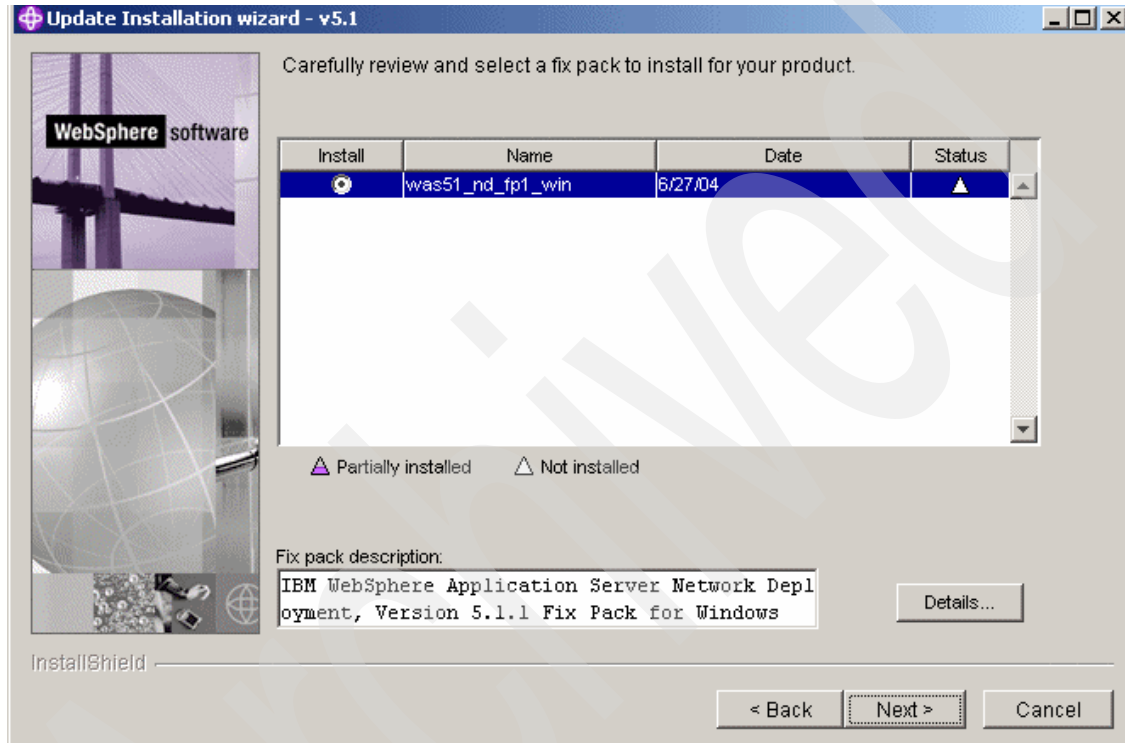 Update Installation wizard - v5.1
Carefully review and select a fix pack to install for your product.
WebSphere software
Install Name Date Status
was51_nd_fp1_win 6/27/04
Partially installed Not installed
Fix pack description:
IBM WebSphere Application Server Network Depl
oyment, Version 5.1.1 Fix Pack for Windows
Details...
InstallShield
< Back Next > Cancel